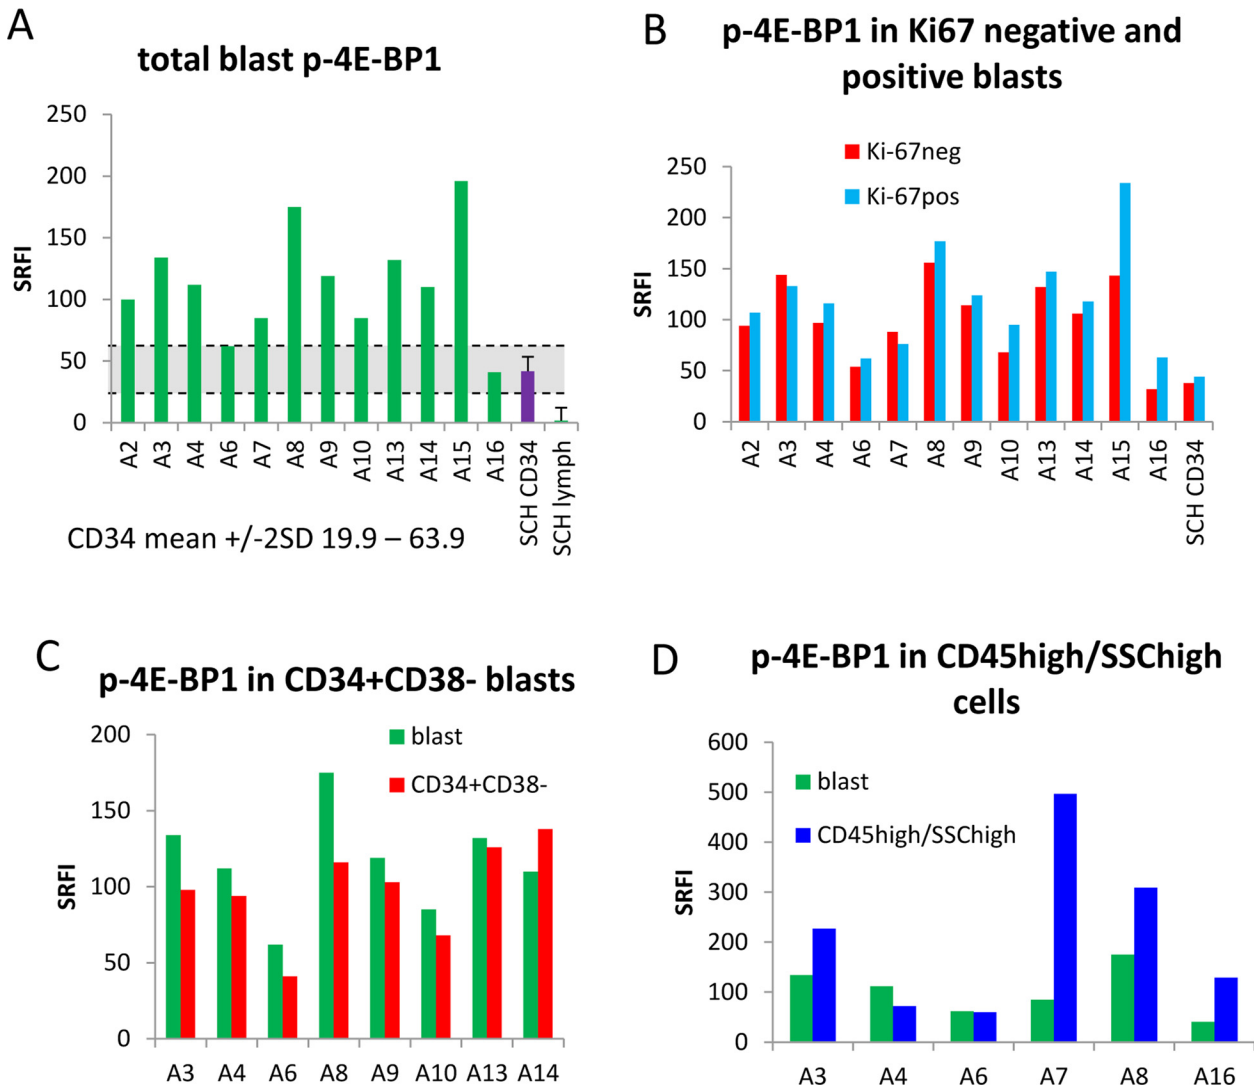 A
total blast p-4E-BP1
250
200
150
100
50
0
SRFI
A2
A3
A4
A6
A7
A8
A9
A10
A13
A14
A15
A16
SCH CD34
SCH lymph
CD34 mean +/-2SD 19.9 – 63.9
B
p-4E-BP1 in Ki67 negative and
positive blasts
Ki-67neg
Ki-67pos
250
200
150
100
50
0
SRFI
A2
A3
A4
A6
A7
A8
A9
A10
A13
A14
A15
A16
SCH CD34
C
p-4E-BP1 in CD34+CD38- blasts
blast
CD34+CD38-
200
150
100
50
0
SRFI
A3 A4 A6 A8 A9 A10 A13 A14
D
p-4E-BP1 in CD45high/SSChigh
cells
blast
CD45high/SSChigh
600
500
400
300
200
100
0
SRFI
A3 A4 A6 A7 A8 A16